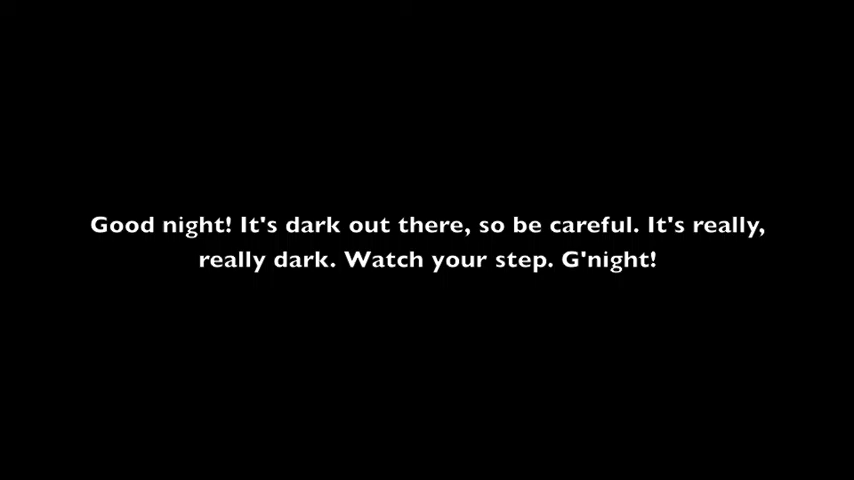 Good night! It's dark out there, so be careful. It's really,
really dark. Watch your step. G'night!